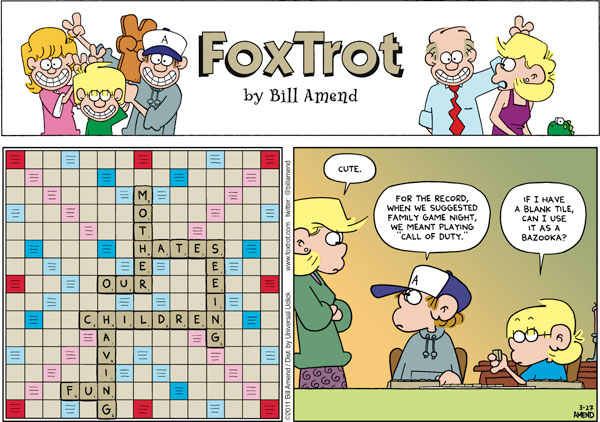 A
FoxTrot
by Bill Amend
MOTHER
HATES
SEEING
OUR
CHILDREN
HAVING
FUN
©2011 Bill Amend / Dist. by Universal Uclick www.foxtrot.com twitter: @billamend
CUTE.
FOR THE RECORD,
WHEN WE SUGGESTED
FAMILY GAME NIGHT,
WE MEANT PLAYING
"CALL OF DUTY."
IF I HAVE
A BLANK TILE,
CAN I USE
IT AS A
BAZOOKA?
A
3-27
AMEND